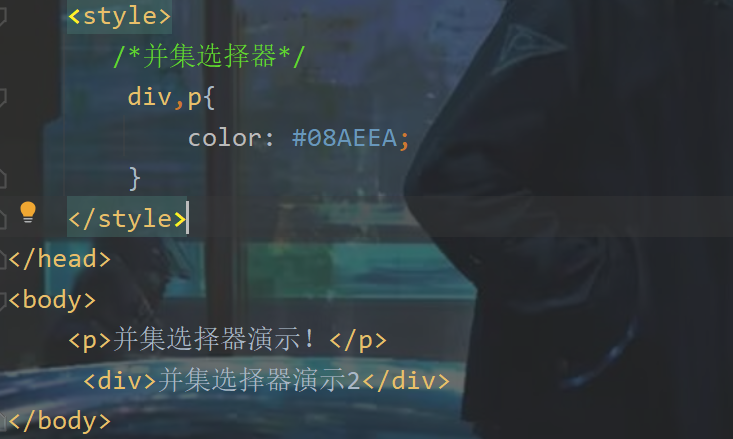 <style>
/*并集选择器*/
div,p{
color: #08AEEA;
}
</style>
</head>
<body>
<p>并集选择器演示！</p>
<div>并集选择器演示2</div>
</body>